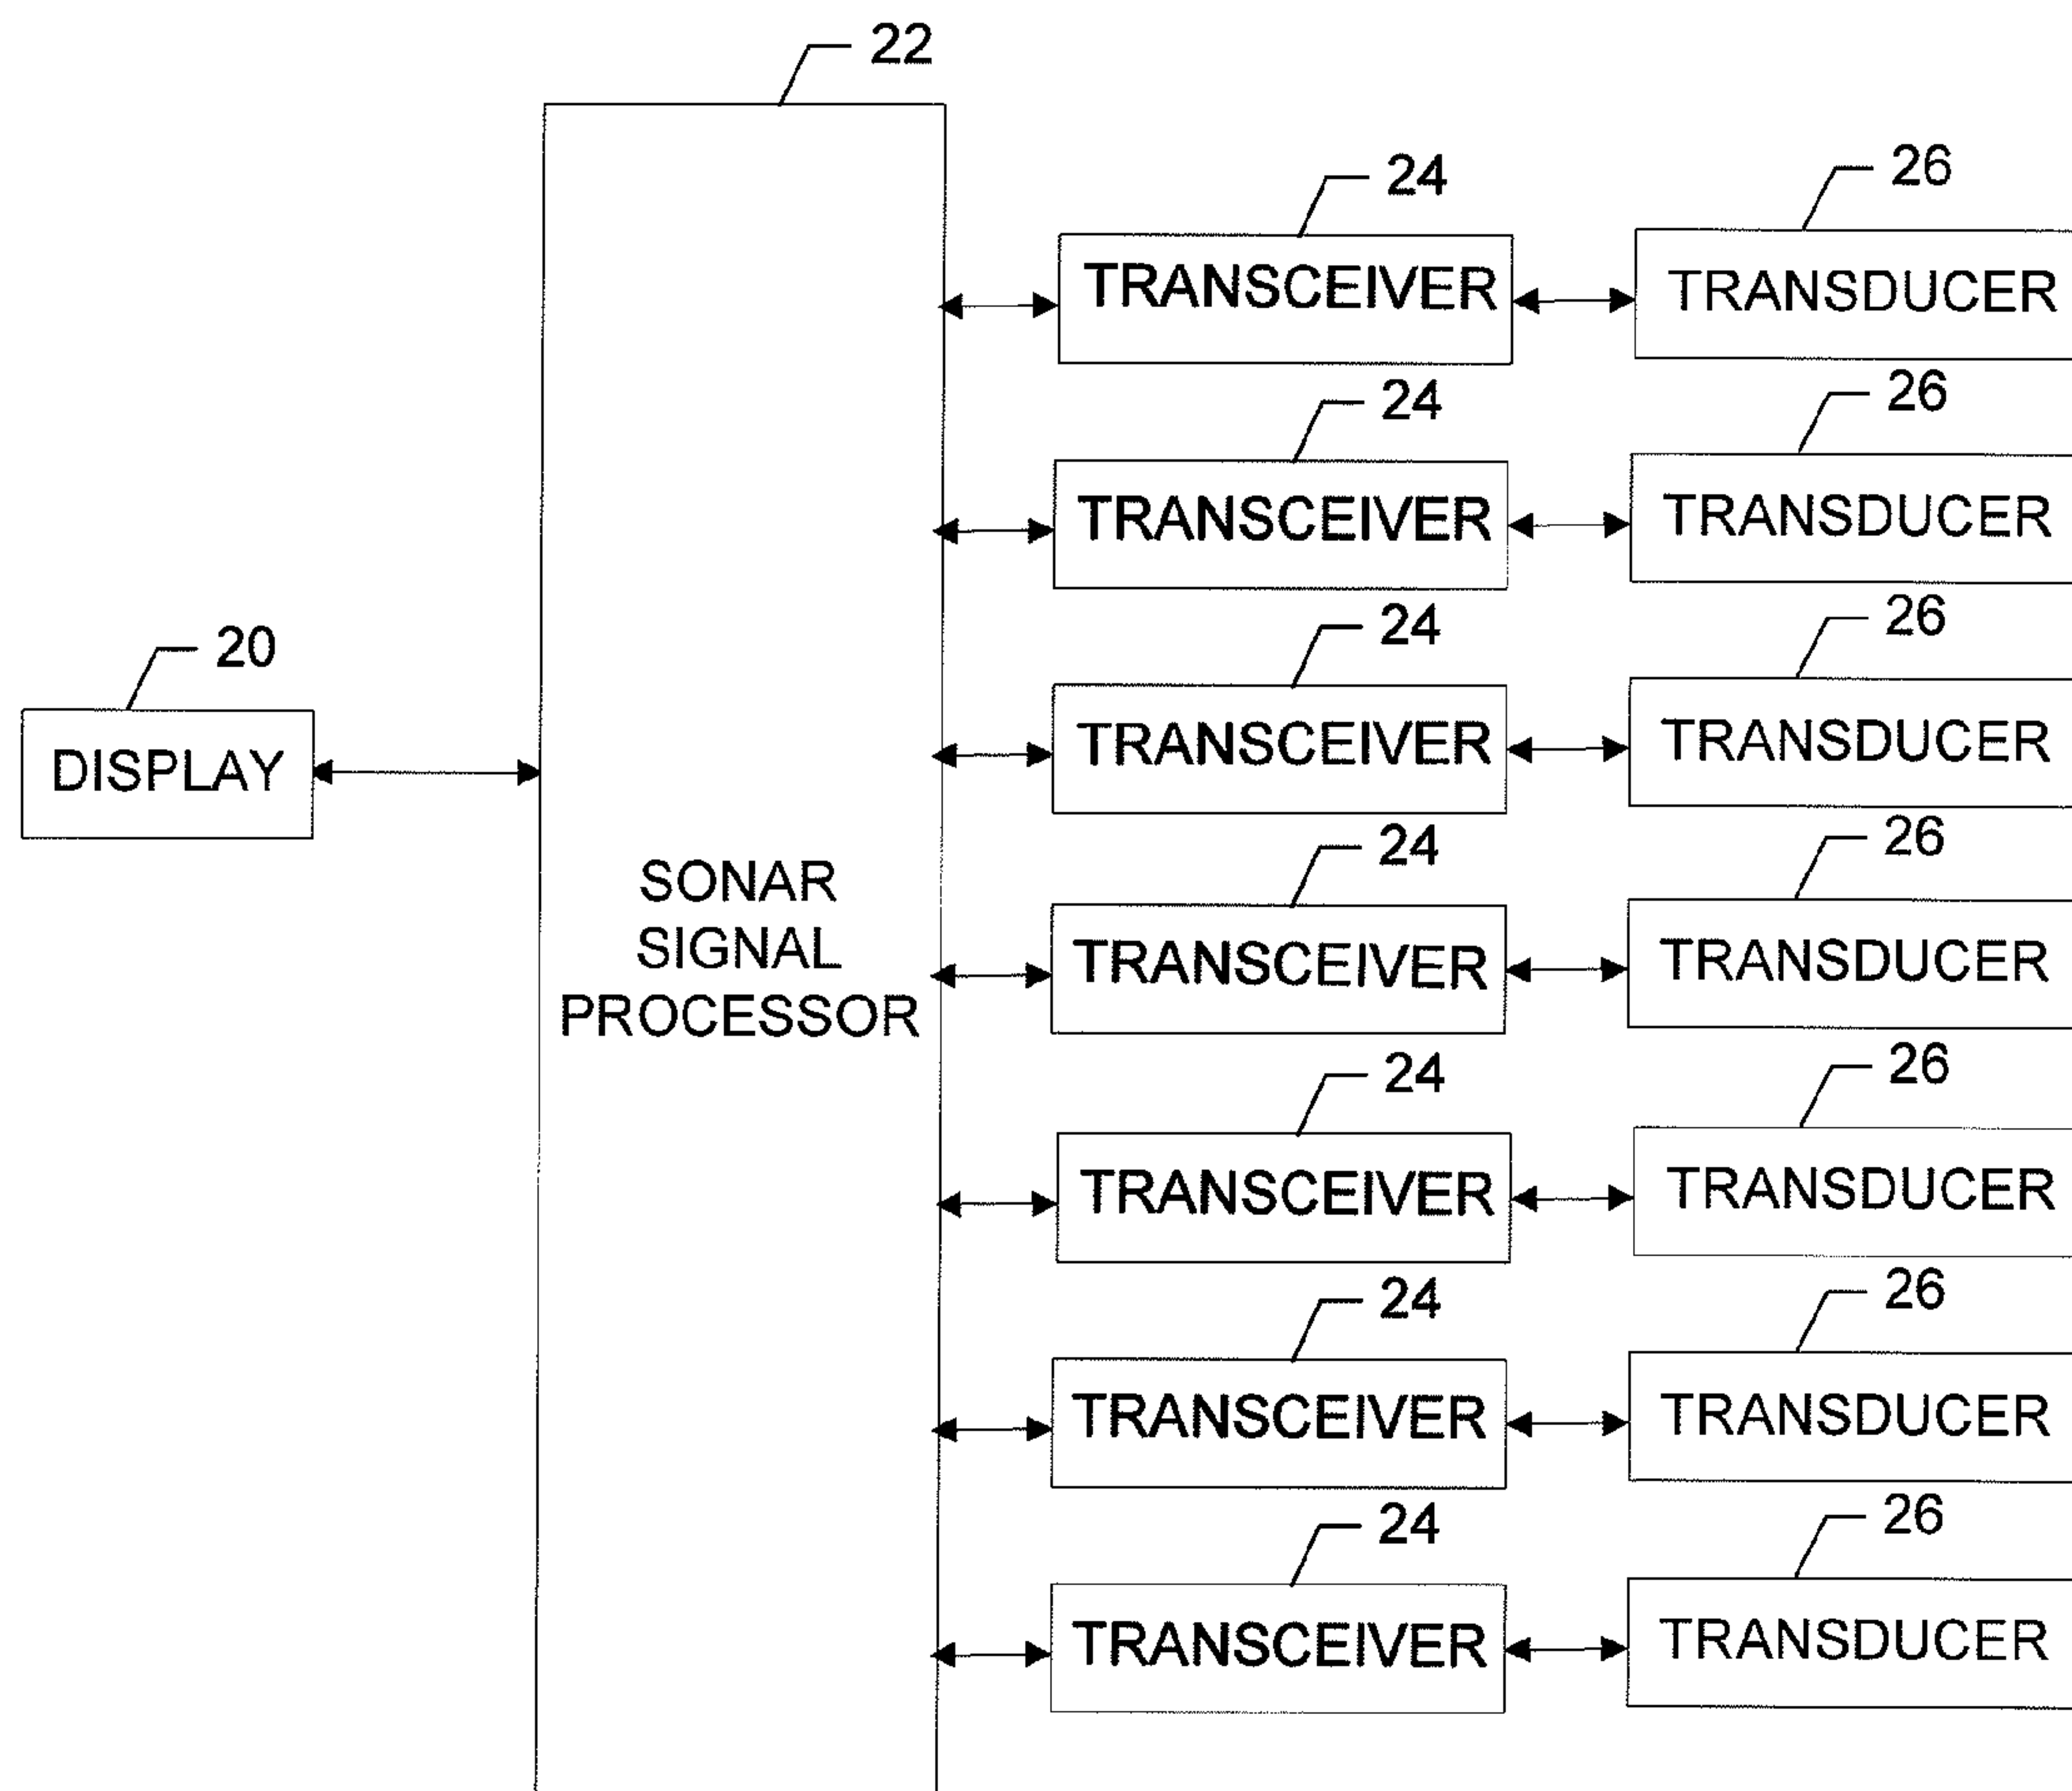 22
24
26
TRANSCEIVER
TRANSDUCER
24
26
TRANSCEIVER
TRANSDUCER
24
26
20
TRANSCEIVER
TRANSDUCER
DISPLAY
24
26
SONAR
SIGNAL
PROCESSOR
TRANSCEIVER
TRANSDUCER
24
26
TRANSCEIVER
TRANSDUCER
24
26
TRANSCEIVER
TRANSDUCER
24
26
TRANSCEIVER
TRANSDUCER